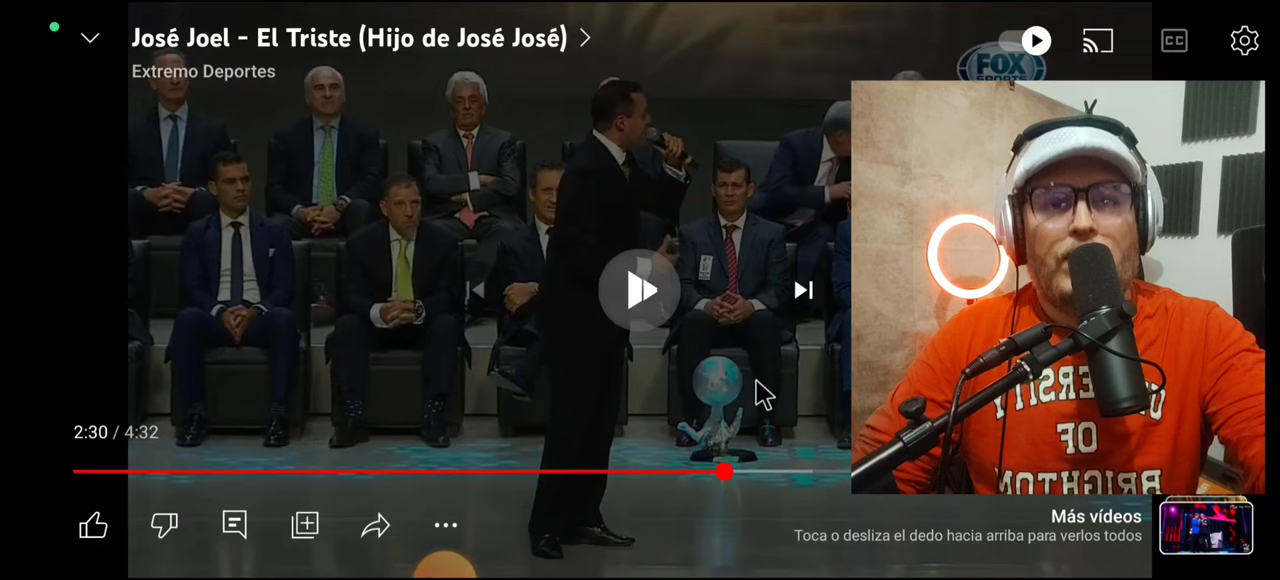 José Joel - El Triste (Hijo de José José)
Extremo Deportes
CC
FOX
SPORTS
UNIVERSITY
OF
BRIGHTON
2:30 / 4:32
Más vídeos
Toca o desliza el dedo hacia arriba para verlos todos